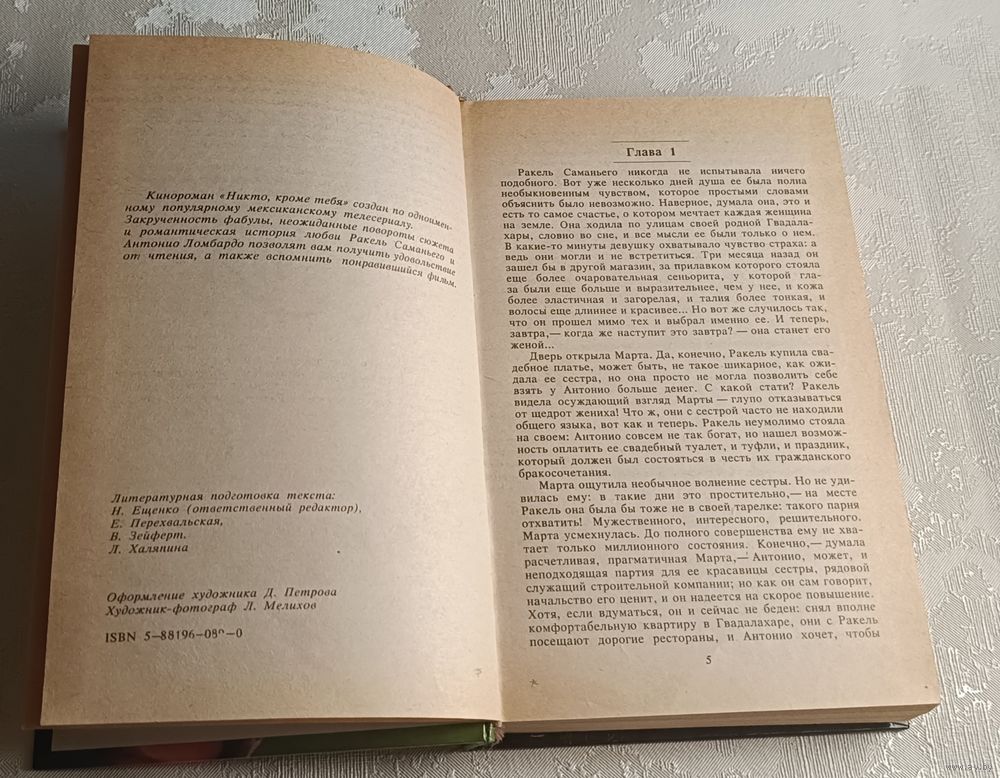 Кинороман «Никто, кроме тебя» создан по одноимен-
ному популярному мексиканскому телесериалу.
Закрученность фабулы, неожиданные повороты сюжета
и романтическая история любви Ракель Саманьего и
Антонио Ломбардо позволят вам получить удовольствие
от чтения, а также вспомнить понравившийся фильм.
Литературная подготовка текста:
Н. Ещенко (ответственный редактор),
Е. Перехвальская,
В. Зейферт,
Л. Халяпина
Оформление художника Д. Петрова
Художник-фотограф Л. Мелихов
ISBN 5-88196-08 -0
Глава 1
Ракель Саманьего никогда не испытывала ничего
подобного. Вот уже несколько дней душа ее была полна
необыкновенным чувством, которое простыми словами
объяснить было невозможно. Наверное, думала она, это и
есть то самое счастье, о котором мечтает каждая женщина
на земле. Она ходила по улицам своей родной Гвадала-
хары, словно во сне, и все мысли ее были только о нем.
В какие-то минуты девушку охватывало чувство страха: а
ведь они могли и не встретиться. Три месяца назад он
зашел бы в другой магазин, за прилавком которого стояла
еще более очаровательная сеньорита, у которой гла-
за были еще больше и выразительнее, чем у нее, и кожа
более эластичная и загорелая, и талия более тонкая, и
волосы еще длиннее и красивее... Но вот же случилось так,
что он прошел мимо тех и выбрал именно ее. И теперь,
завтра,— когда же наступит это завтра? — она станет его
женой...
Дверь открыла Марта. Да, конечно, Ракель купила сва-
дебное платье, может быть, не такое шикарное, как ожи-
дала ее сестра, но она просто не могла позволить себе
взять у Антонио больше денег. С какой стати? Ракель
видела осуждающий взгляд Марты — глупо отказываться
от щедрот жениха! Что ж, они с сестрой часто не находили
общего языка, вот как и теперь. Ракель неумолимо стояла
на своем: Антонио совсем не так богат, но нашел возмож-
ность оплатить ее свадебный туалет, и туфли, и праздник,
который должен был состояться в честь их гражданского
бракосочетания.
Марта ощутила необычное волнение сестры. Но не уди-
вилась ему: в такие дни это простительно,— на месте
Ракель она была бы тоже не в своей тарелке: такого парня
отхватить! Мужественного, интересного, решительного.
Марта усмехнулась. До полного совершенства ему не хва-
тает только миллионного состояния. Конечно,— думала
расчетливая, прагматичная Марта,— Антонио, может, и
неподходящая партия для ее красавицы сестры, рядовой
служащий строительной компании; но как он сам говорит,
начальство его ценит, и он надеется на скорое повышение.
Хотя, если вдуматься, он и сейчас не беден: снял вполне
комфортабельную квартиру в Гвадалахаре, они с Ракель
посещают дорогие рестораны, и Антонио хочет, чтобы
5